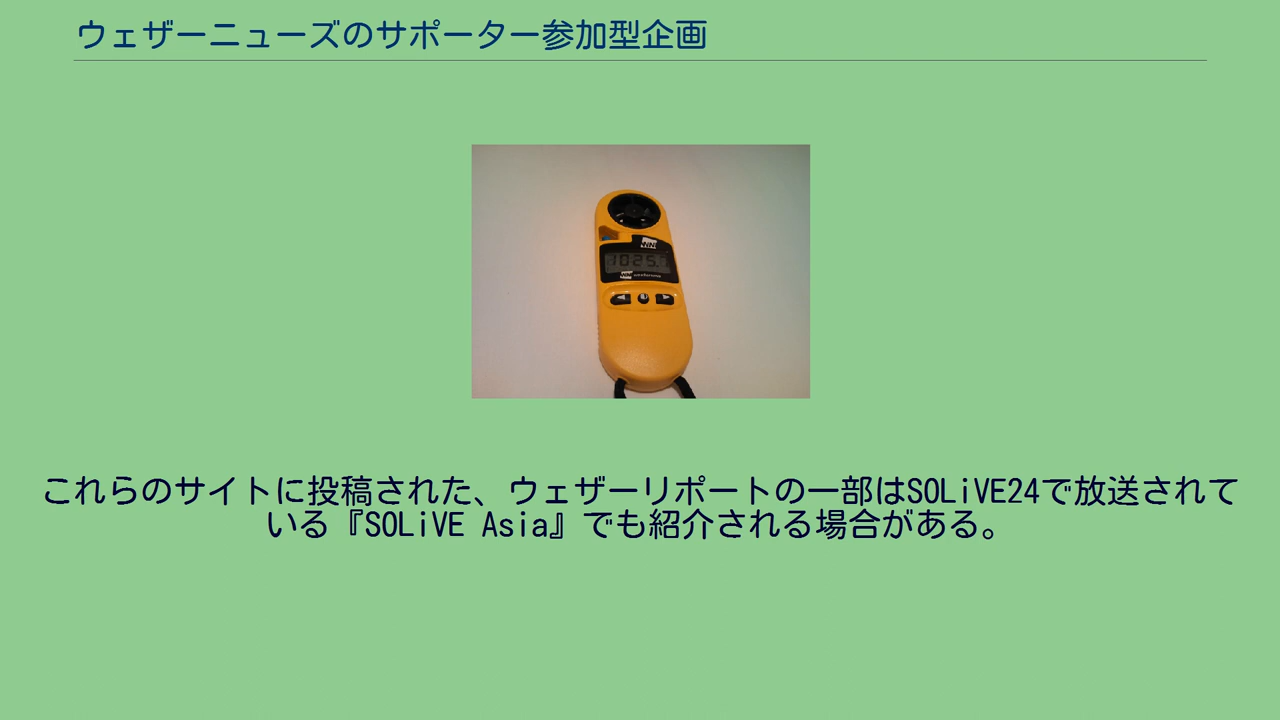 ウェザーニューズのサポーター参加型企画
1025.7
これらのサイトに投稿された、ウェザーリポートの一部はSOLiVE24で放送されて
いる『SOLiVE Asia』でも紹介される場合がある。